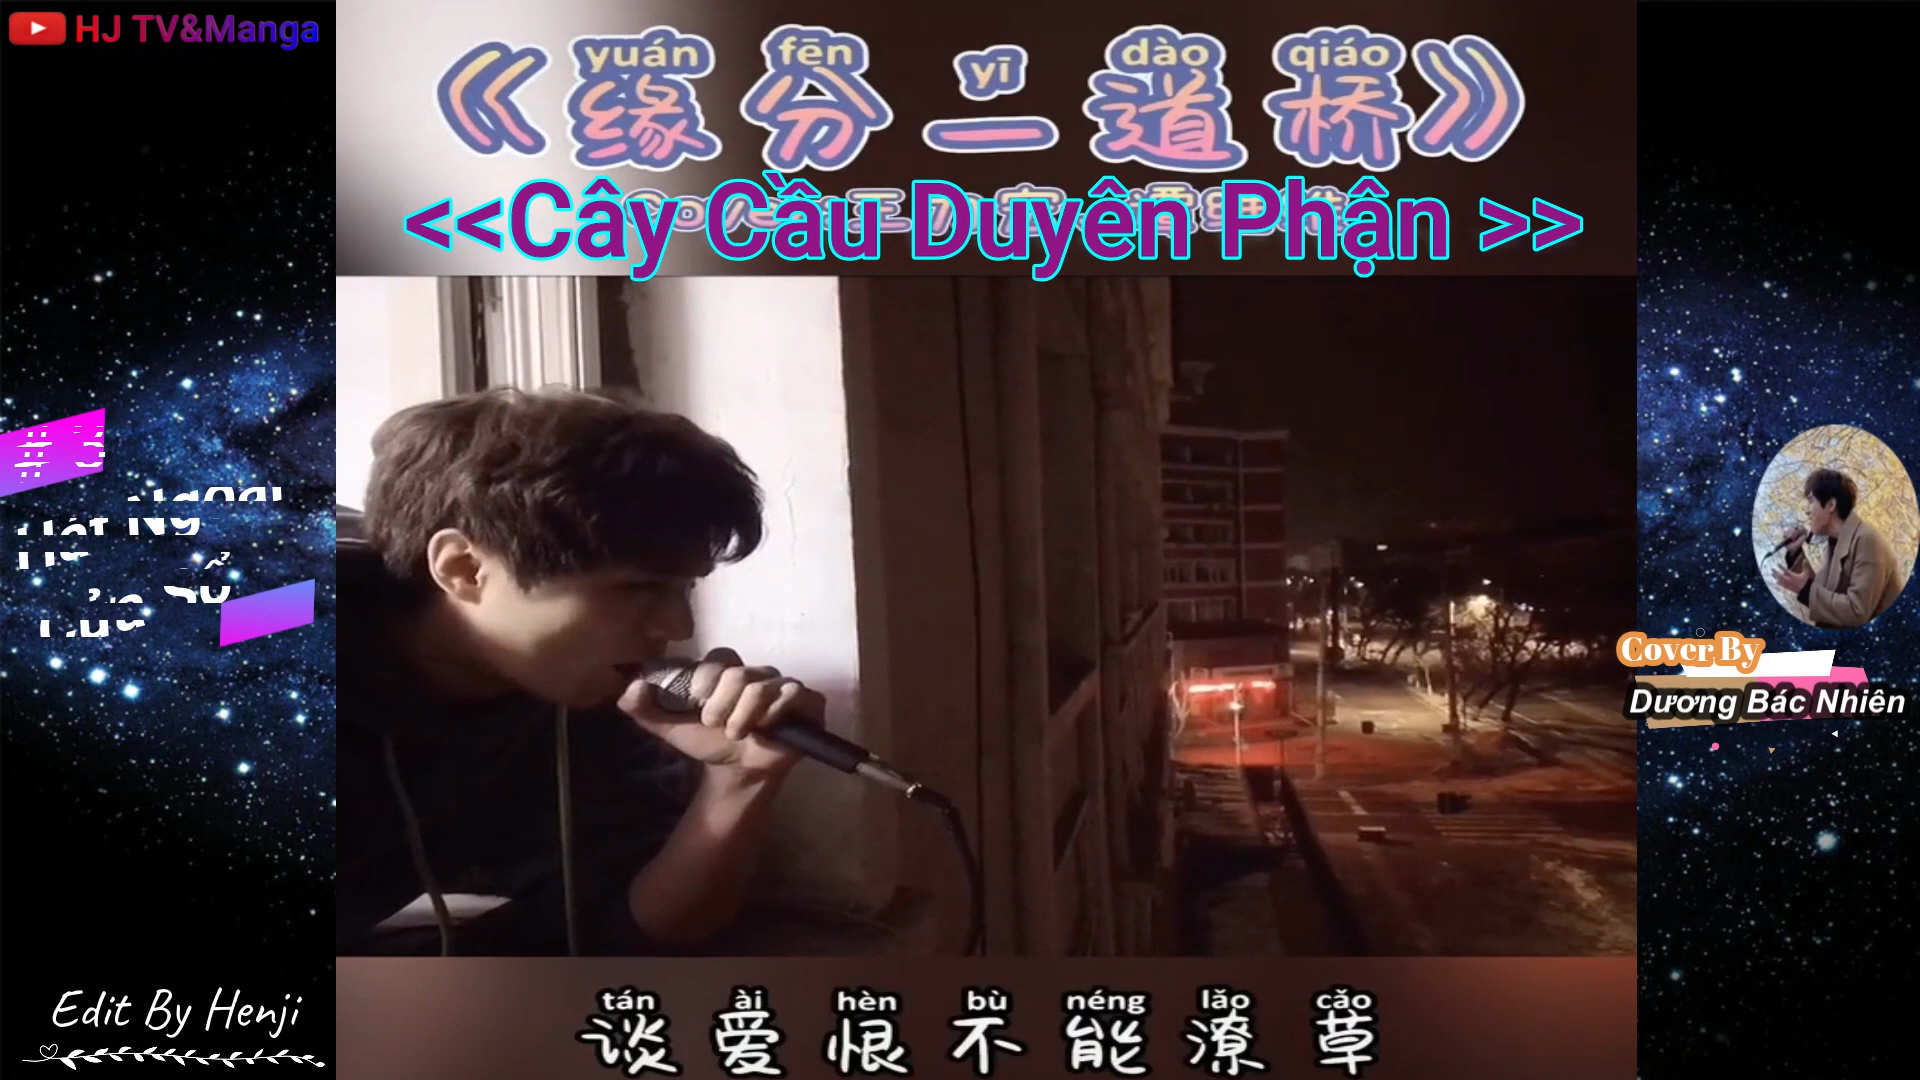 HJ TV&Manga
yuán fēn yī dào qiáo
《缘分一道桥》
<<Cây Cầu Duyên Phận >>
# 3
Cover By
Dương Bác Nhiên
Edit By Henji
tán ài hèn bù néng lǎo cǎo
谈爱恨不能潦草